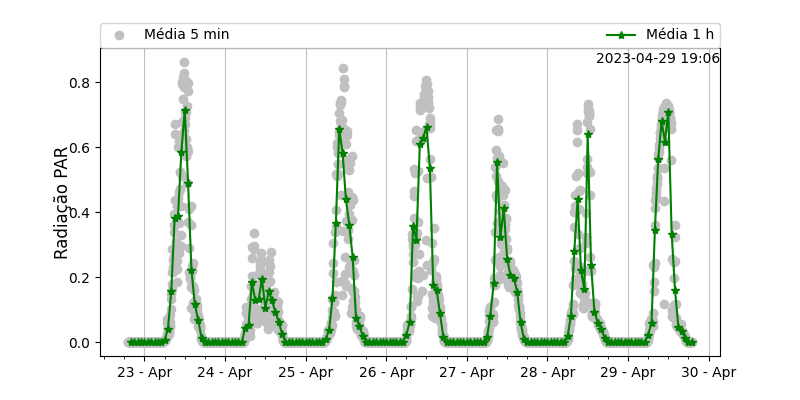 Média 5 min
Média 1 h
2023-04-29 19:06
Radiação PAR
0.8
0.6
0.4
0.2
0.0
23 - Apr
24 - Apr
25 - Apr
26 - Apr
27 - Apr
28 - Apr
29 - Apr
30 - Apr